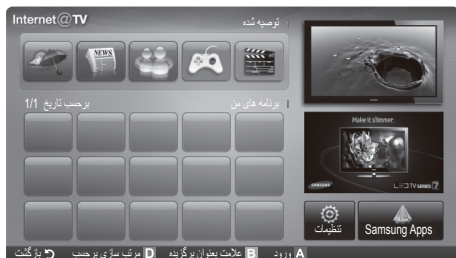 Internet@TV
توصیه شده
NEWS
برنامه های من
برحسب تاریخ 1/1
Make it slimmer.
SAMSUNG
LED TV SERIES 7
تنظیمات
Samsung Apps
A ورود B علامت بعنوان برگزیده D مرتب سازی برحسب بازگشت